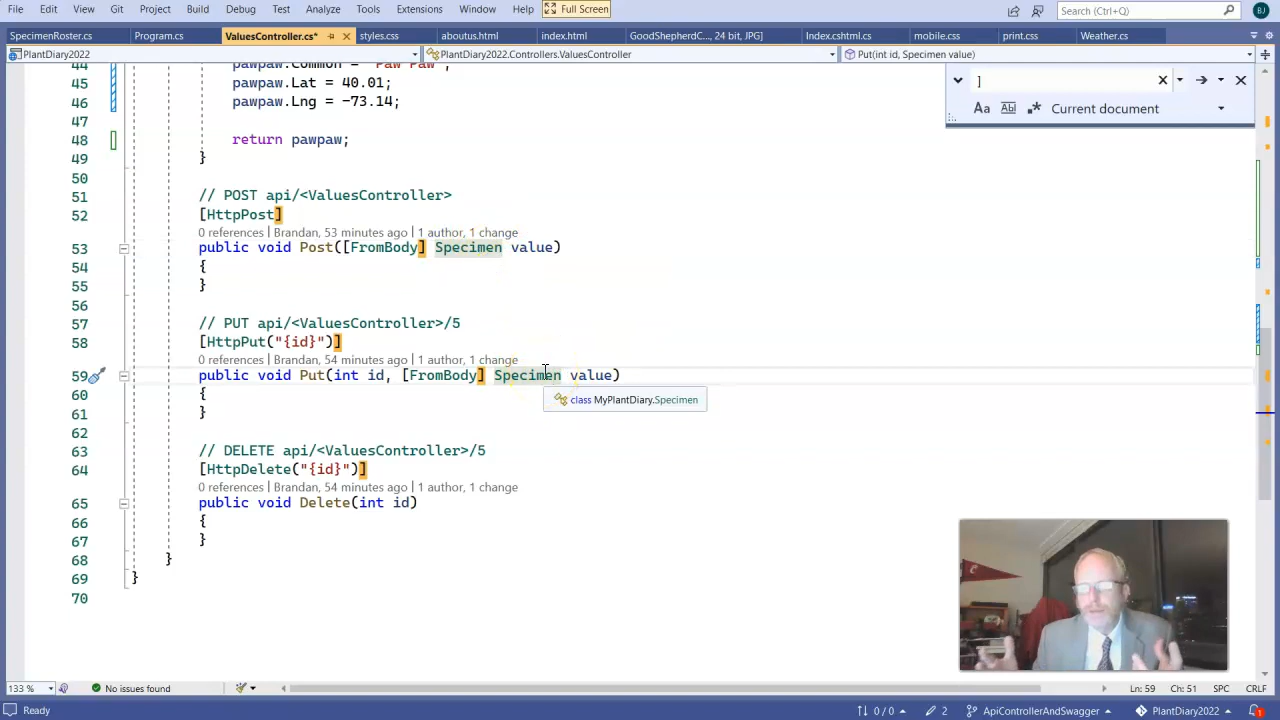 File Edit View Git Project Build Debug Test Analyze Tools Extensions Window Help Full Screen Search (Ctrl+Q) BJ
SpecimenRoster.cs Program.cs ValuesController.cs* styles.css aboutus.html index.html GoodShepherdC... 24 bit, JPG] Index.cshtml.cs mobile.css print.css Weather.cs
PlantDiary2022 PlantDiary2022.Controllers.ValuesController Put(int id, Specimen value)
]
Aa Abl .* Current document
44 pawpaw.Common = "Paw Paw";
45 pawpaw.Lat = 40.01;
46 pawpaw.Lng = -73.14;
47
48 return pawpaw;
49 }
50
51 // POST api/<ValuesController>
52 [HttpPost]
0 references | Brandan, 53 minutes ago | 1 author, 1 change
53 public void Post([FromBody] Specimen value)
54 {
55 }
56
57 // PUT api/<ValuesController>/5
58 [HttpPut("{id}")]
0 references | Brandan, 54 minutes ago | 1 author, 1 change
59 public void Put(int id, [FromBody] Specimen value)
60 {
class MyPlantDiary.Specimen
61 }
62
63 // DELETE api/<ValuesController>/5
64 [HttpDelete("{id}")]
0 references | Brandan, 54 minutes ago | 1 author, 1 change
65 public void Delete(int id)
66 {
67 }
68 }
69 }
70
133 % No issues found Ln: 59 Ch: 51 SPC CRLF
Ready 0 / 0 2 ApiControllerAndSwagger PlantDiary2022 1